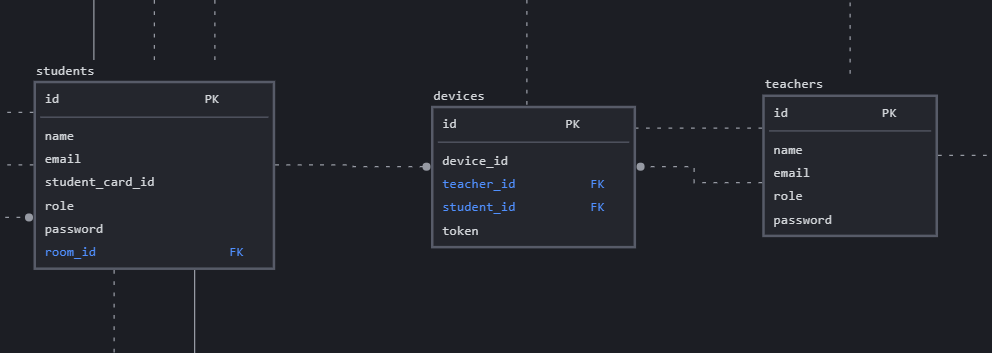 students
id PK
name
email
student_card_id
role
password
room_id FK
devices
id PK
device_id
teacher_id FK
student_id FK
token
teachers
id PK
name
email
role
password